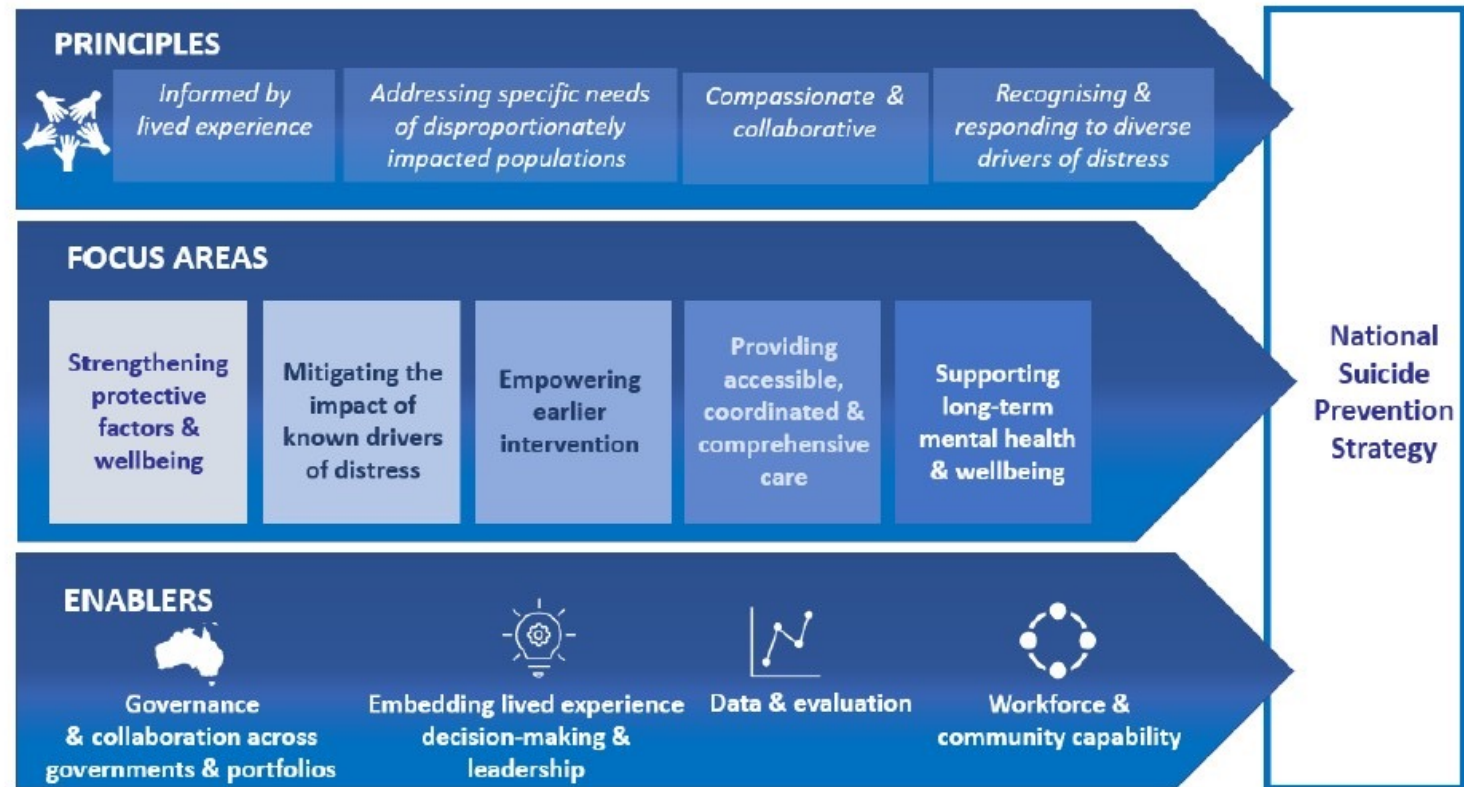 PRINCIPLES
Informed by
lived experience
Addressing specific needs
of disproportionately
impacted populations
Compassionate &
collaborative
Recognising &
responding to diverse
drivers of distress
FOCUS AREAS
Strengthening
protective
factors &
wellbeing
Mitigating the
impact of
known drivers
of distress
Empowering
earlier
intervention
Providing
accessible,
coordinated &
comprehensive
care
Supporting
long-term
mental health
& wellbeing
ENABLERS
Governance
& collaboration across
governments & portfolios
Embedding lived experience
decision-making &
leadership
Data & evaluation
Workforce &
community capability
National
Suicide
Prevention
Strategy